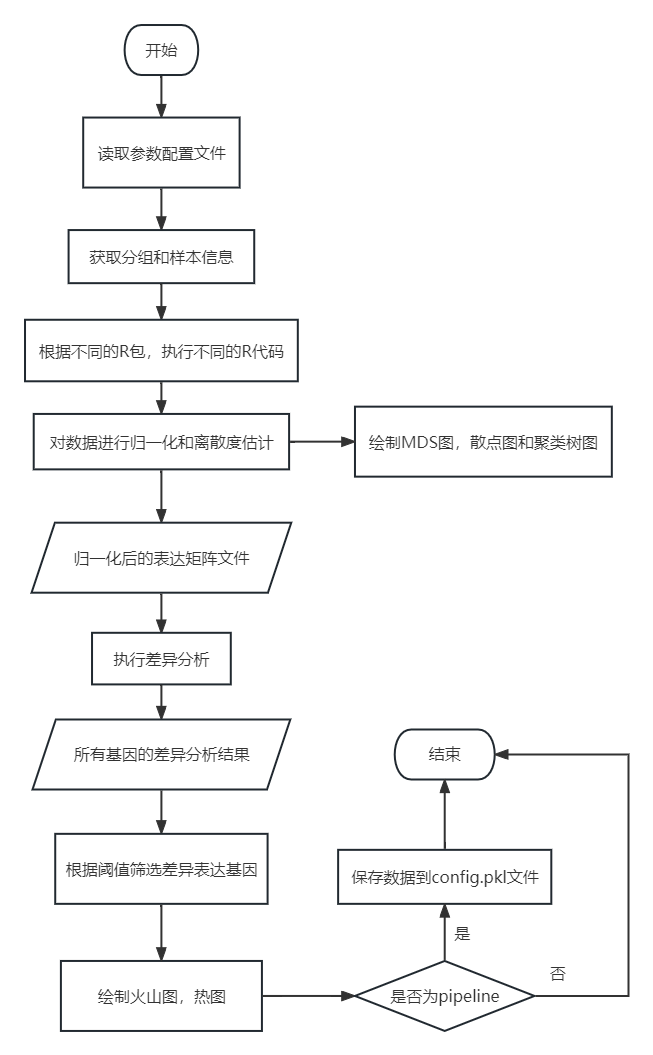 开始
读取参数配置文件
获取分组和样本信息
根据不同的R包，执行不同的R代码
对数据进行归一化和离散度估计
绘制MDS图，散点图和聚类树图
归一化后的表达矩阵文件
执行差异分析
所有基因的差异分析结果
根据阈值筛选差异表达基因
绘制火山图，热图
是否为pipeline
是
保存数据到config.pkl文件
否
结束